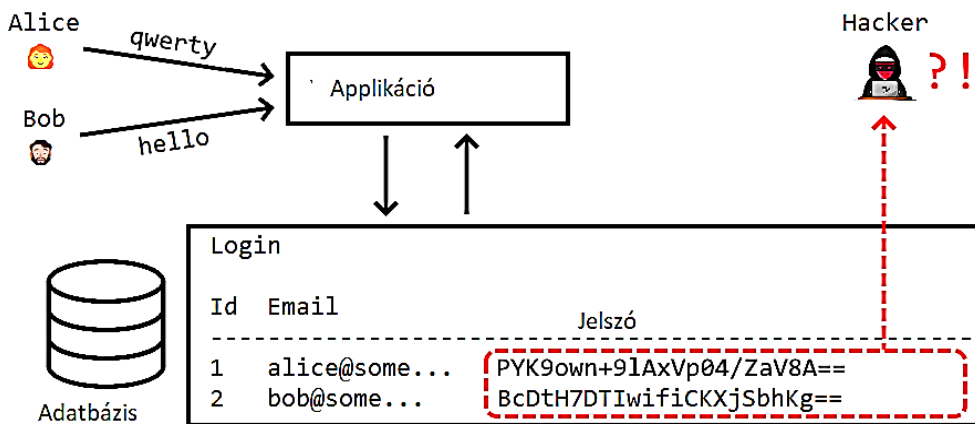 Alice
qwerty
Hacker
?!
Applikáció
Bob
hello
Login
Id Email Jelszó
1 alice@some... PYK9own+9lAxVp04/ZaV8A==
2 bob@some... BcDtH7DTIwifiCKXjSbhKg==
Adatbázis